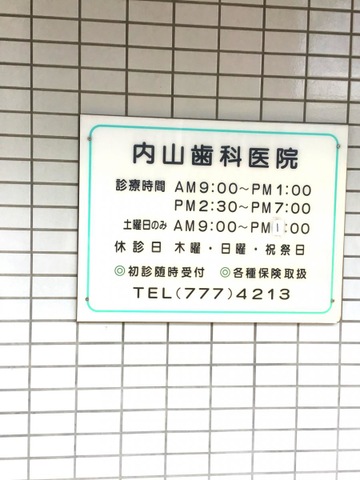 内山歯科医院
診療時間 AM9:00〜PM1:00
PM2:30〜PM7:00
土曜日のみ AM9:00〜PM1:00
休診日 木曜・日曜・祝祭日
◎初診随時受付 ◎各種保険取扱
TEL(777)4213